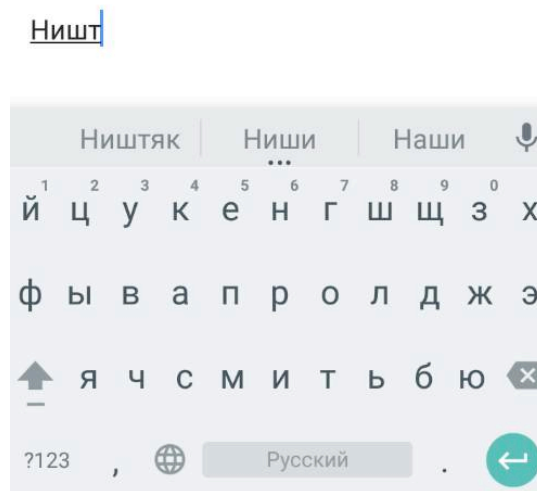 Ништ
Ништяк Ниши Наши
1 2 3 4 5 6 7 8 9 0
й ц у к е н г ш щ з х
ф ы в а п р о л д ж э
я ч с м и т ь б ю
?123 , Русский .